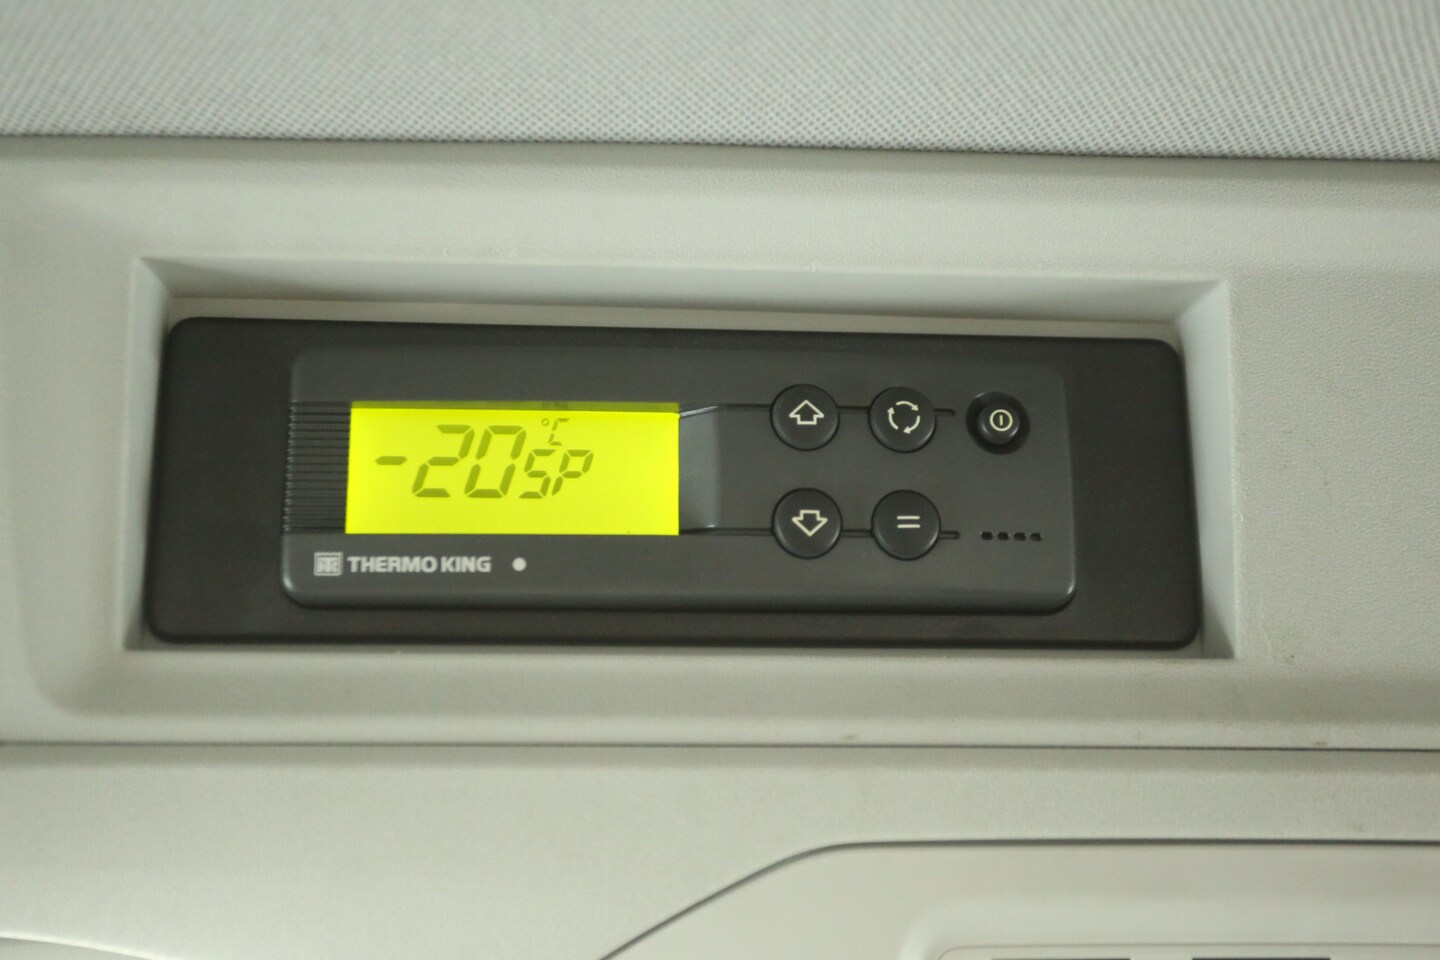 -20 °C SP
THERMO KING